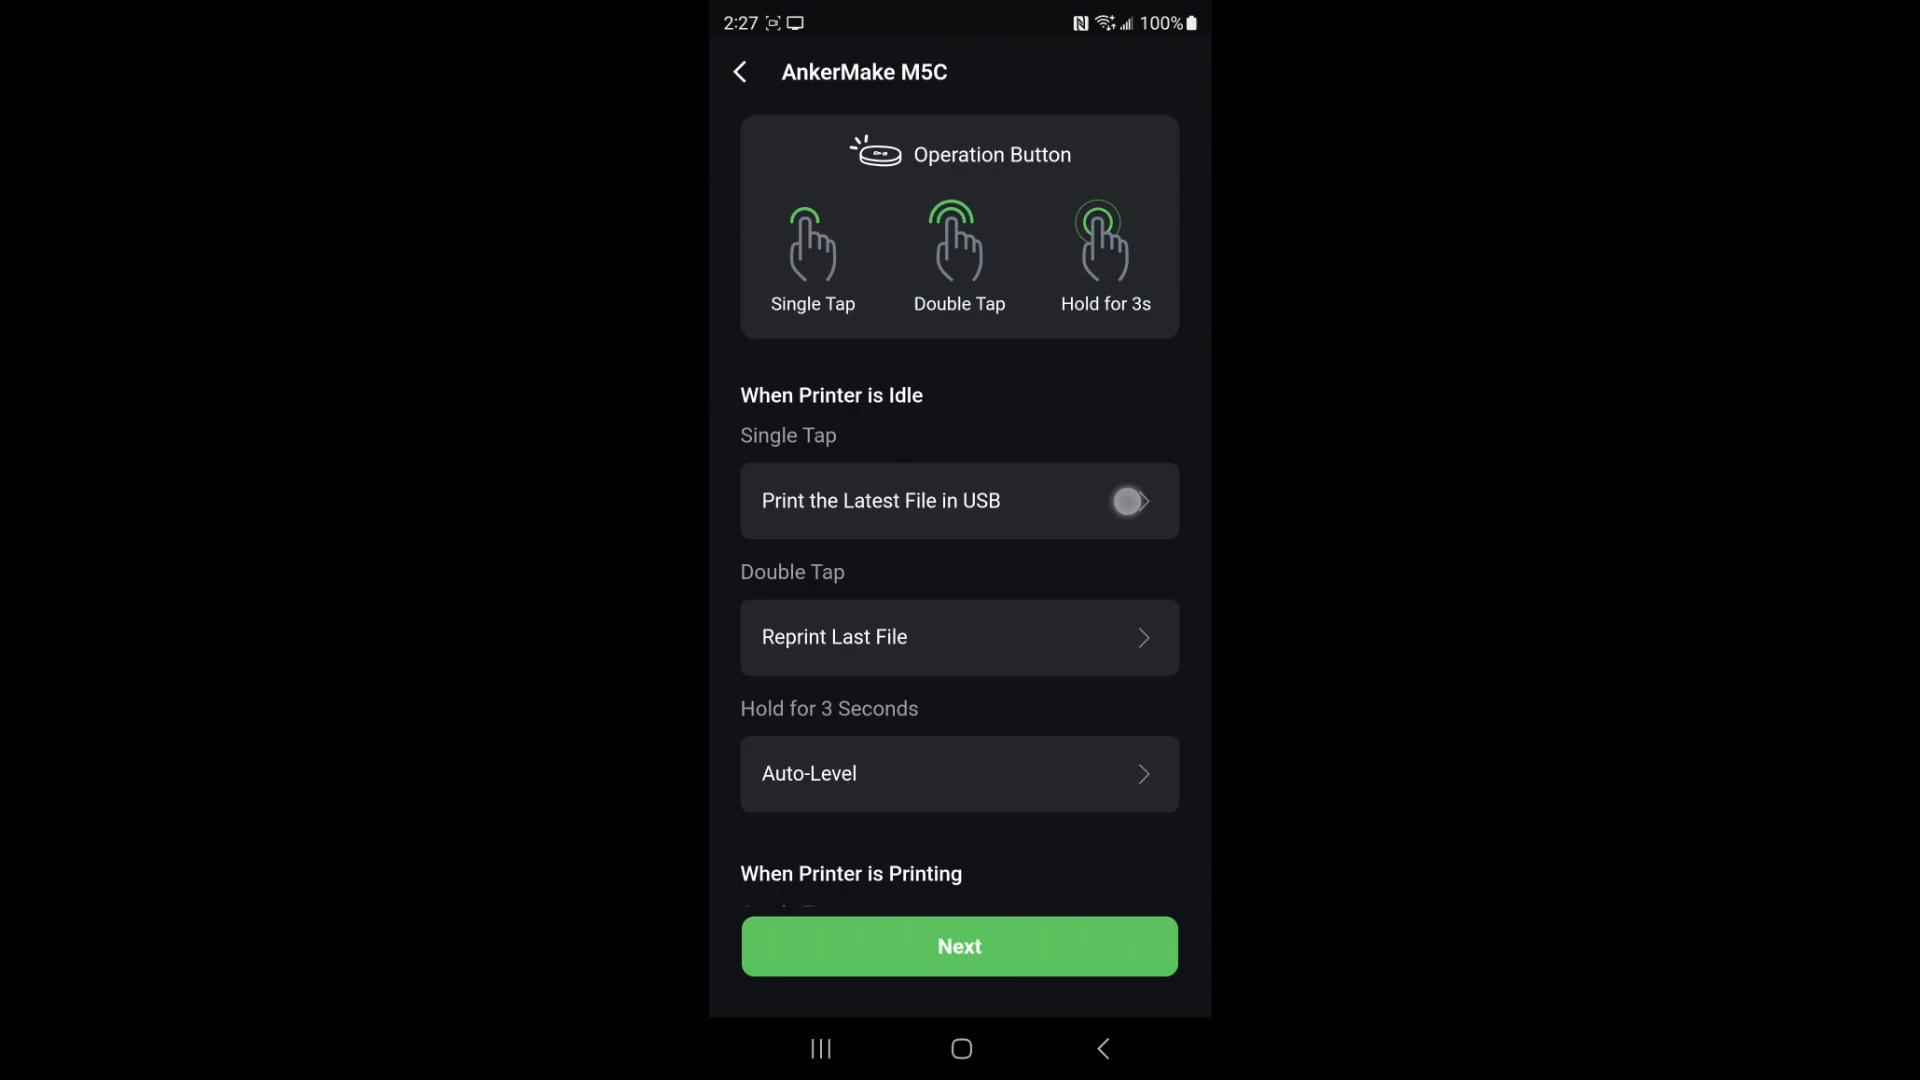 2:27 100%
AnkerMake M5C
Operation Button
Single Tap Double Tap Hold for 3s
When Printer is Idle
Single Tap
Print the Latest File in USB
Double Tap
Reprint Last File
Hold for 3 Seconds
Auto-Level
When Printer is Printing
Next